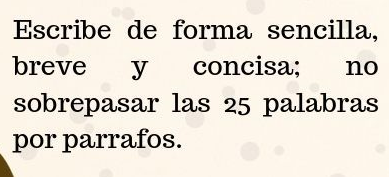 Escribe de forma sencilla,
breve y concisa; no
sobrepasar las 25 palabras
por parrafos.